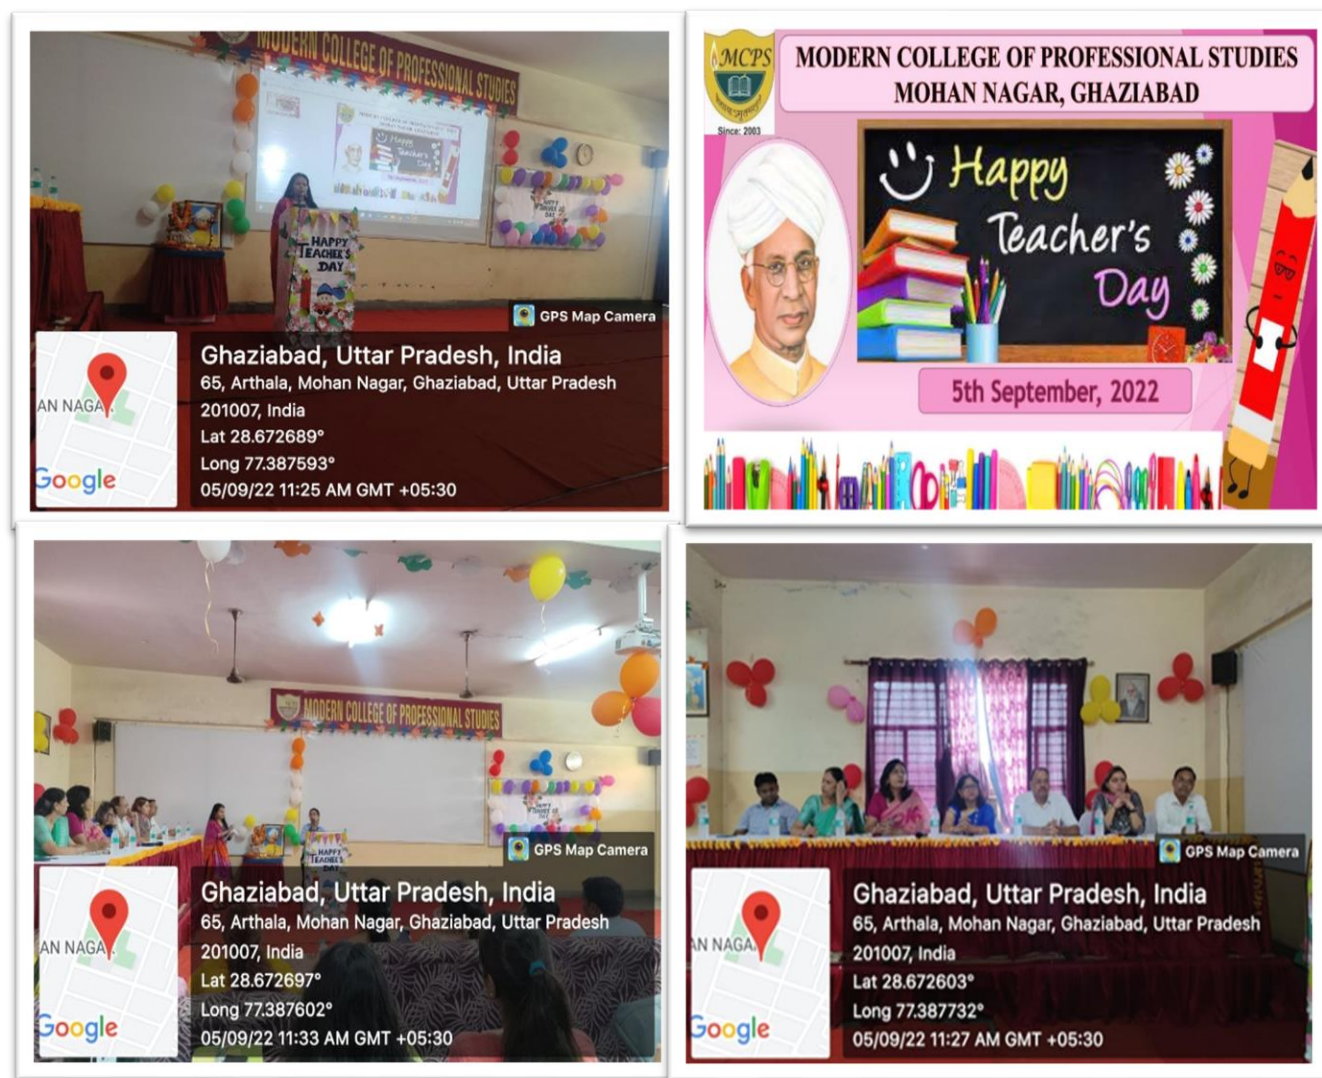 MODERN COLLEGE OF PROFESSIONAL STUDIES
Happy
Teacher's
Day
HAPPY
TEACHER'S
DAY
GPS Map Camera
AN NAGA
Google
Ghaziabad, Uttar Pradesh, India
65, Arthala, Mohan Nagar, Ghaziabad, Uttar Pradesh
201007, India
Lat 28.672689°
Long 77.387593°
05/09/22 11:25 AM GMT +05:30
MCPS
Since: 2003
MODERN COLLEGE OF PROFESSIONAL STUDIES
MOHAN NAGAR, GHAZIABAD
Happy
Teacher's
Day
5th September, 2022
MODERN COLLEGE OF PROFESSIONAL STUDIES
HAPPY
TEACHER'S
DAY
GPS Map Camera
AN NAGA
Google
Ghaziabad, Uttar Pradesh, India
65, Arthala, Mohan Nagar, Ghaziabad, Uttar Pradesh
201007, India
Lat 28.672697°
Long 77.387602°
05/09/22 11:33 AM GMT +05:30
GPS Map Camera
AN NAGA
Google
Ghaziabad, Uttar Pradesh, India
65, Arthala, Mohan Nagar, Ghaziabad, Uttar Pradesh
201007, India
Lat 28.672603°
Long 77.387732°
05/09/22 11:27 AM GMT +05:30